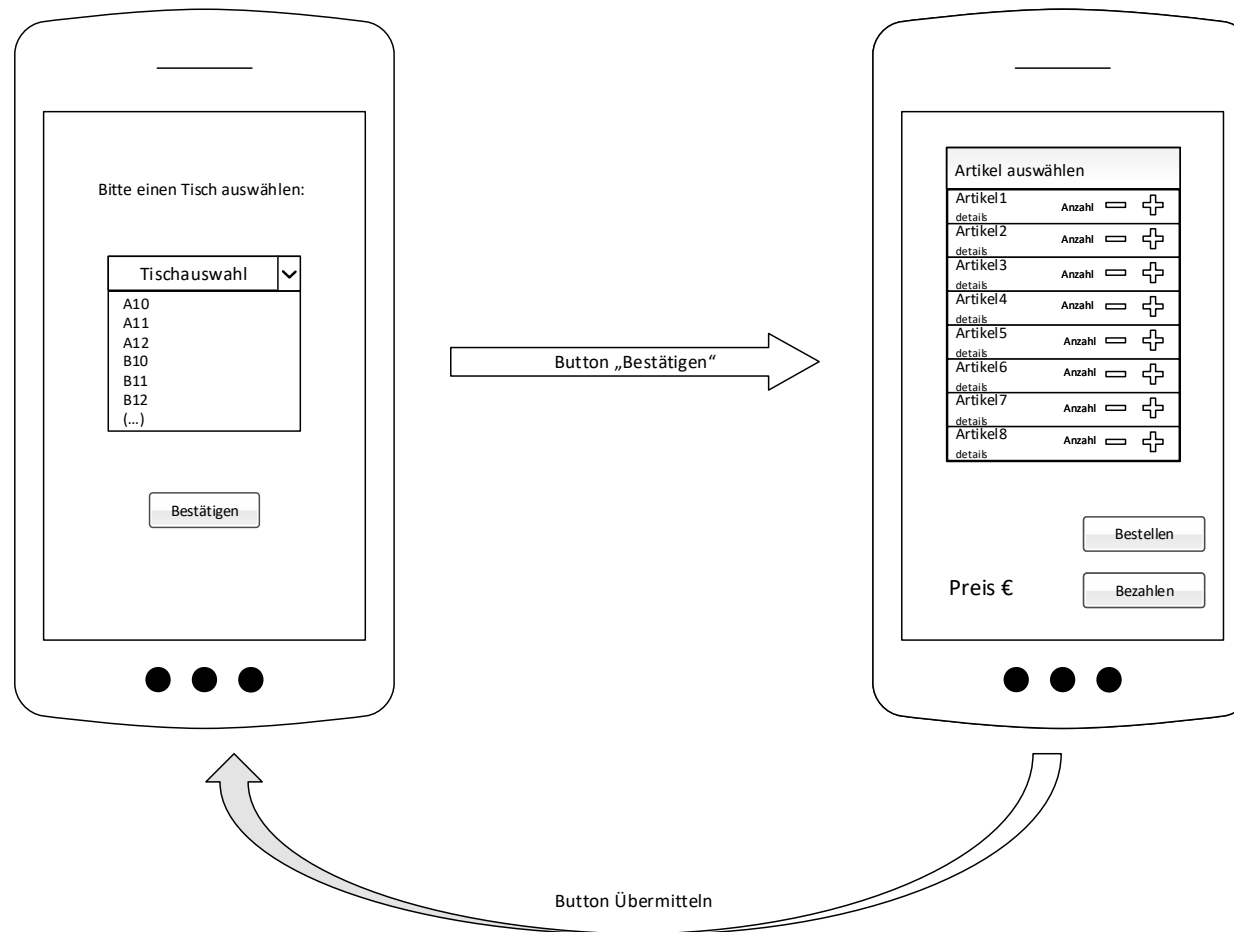 Bitte einen Tisch auswählen:
Tischauswahl
A10
A11
A12
B10
B11
B12
(...)
Bestätigen
Button „Bestätigen“
Artikel auswählen
Artikel1 Anzahl
details
Artikel2 Anzahl
details
Artikel3 Anzahl
details
Artikel4 Anzahl
details
Artikel5 Anzahl
details
Artikel6 Anzahl
details
Artikel7 Anzahl
details
Artikel8 Anzahl
details
Bestellen
Preis € Bezahlen
Button Übermitteln